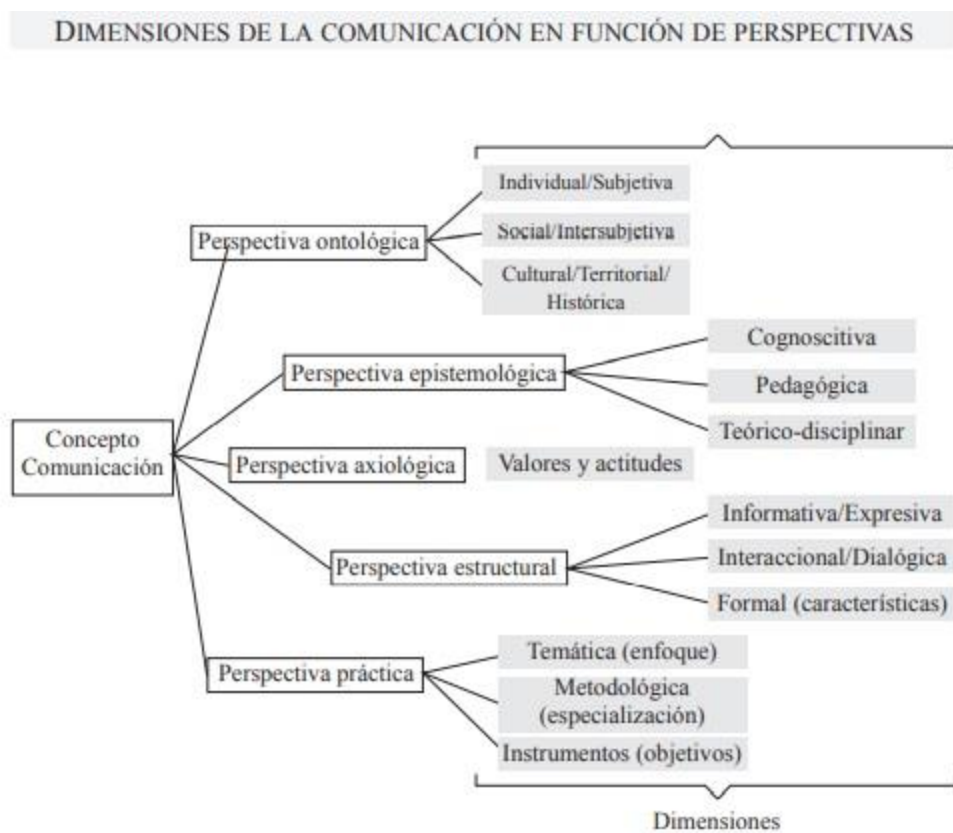 DIMENSIONES DE LA COMUNICACIÓN EN FUNCIÓN DE PERSPECTIVAS
Individual/Subjetiva
Perspectiva ontológica
Social/Intersubjetiva
Cultural/Territorial/
Histórica
Cognoscitiva
Perspectiva epistemológica
Pedagógica
Teórico-disciplinar
Concepto
Comunicación
Perspectiva axiológica
Valores y actitudes
Informativa/Expresiva
Perspectiva estructural
Interaccional/Dialógica
Formal (características)
Temática (enfoque)
Perspectiva práctica
Metodológica
(especialización)
Instrumentos (objetivos)
Dimensiones